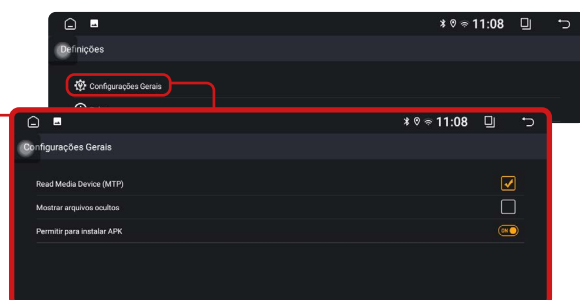 11:08
Definições
Configurações Gerais
11:08
Configurações Gerais
Read Media Device (MTP)
Mostrar arquivos ocultos
Permitir para instalar APK
ON